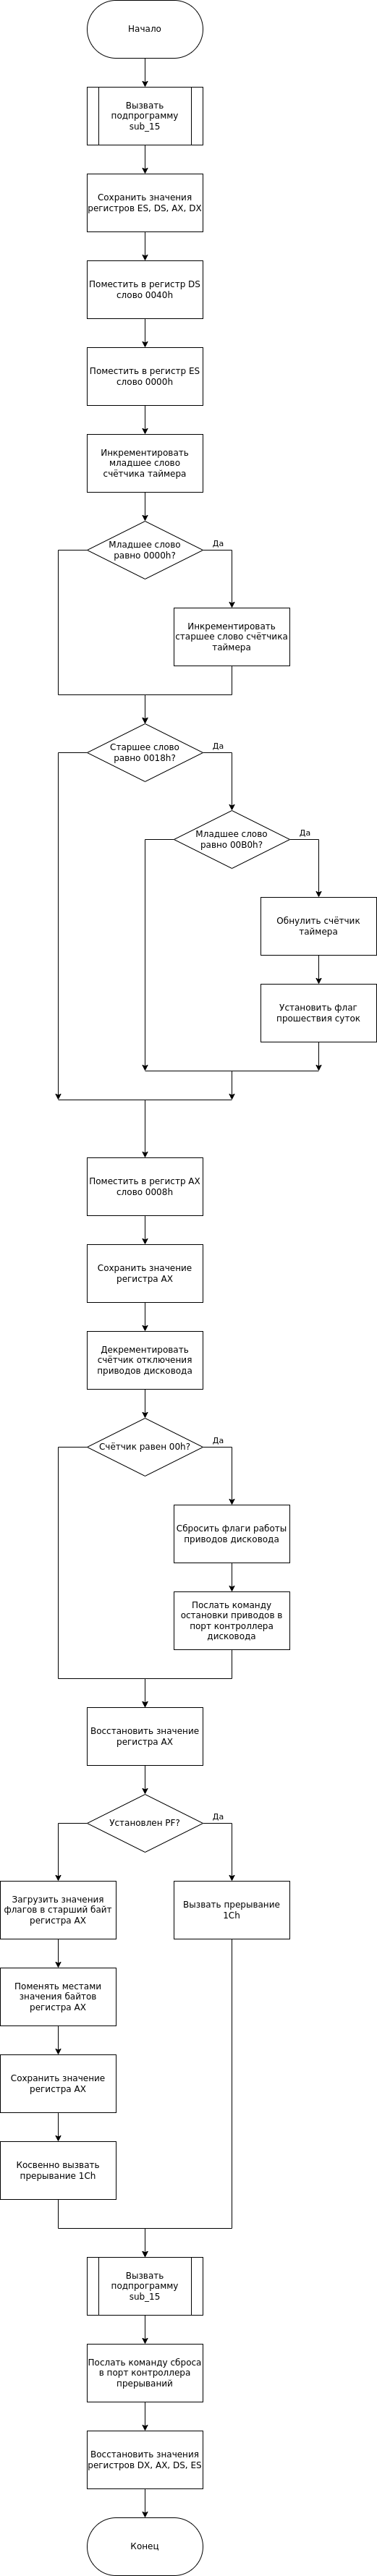 Начало
Вызвать
подпрограмму
sub_15
Сохранить значения
регистров ES, DS, AX, DX
Поместить в регистр DS
слово 0040h
Поместить в регистр ES
слово 0000h
Инкрементировать
младшее слово
счётчика таймера
Младшее слово
равно 0000h?
Да
Инкрементировать
старшее слово счётчика
таймера
Старшее слово
равно 0018h?
Да
Младшее слово
равно 00B0h?
Да
Обнулить счётчик
таймера
Установить флаг
прошествия суток
Поместить в регистр AX
слово 0008h
Сохранить значение
регистра AX
Декрементировать
счётчик отключения
приводов дисковода
Счётчик равен 00h?
Да
Сбросить флаги работы
приводов дисковода
Послать команду
остановки приводов в
порт контроллера
дисковода
Восстановить значение
регистра AX
Установлен PF?
Да
Загрузить значения
флагов в старший байт
регистра AX
Вызвать прерывание
1Ch
Поменять местами
значения байтов
регистра AX
Сохранить значение
регистра AX
Косвенно вызвать
прерывание 1Ch
Вызвать
подпрограмму
sub_15
Послать команду сброса
в порт контроллера
прерываний
Восстановить значения
регистров DX, AX, DS, ES
Конец